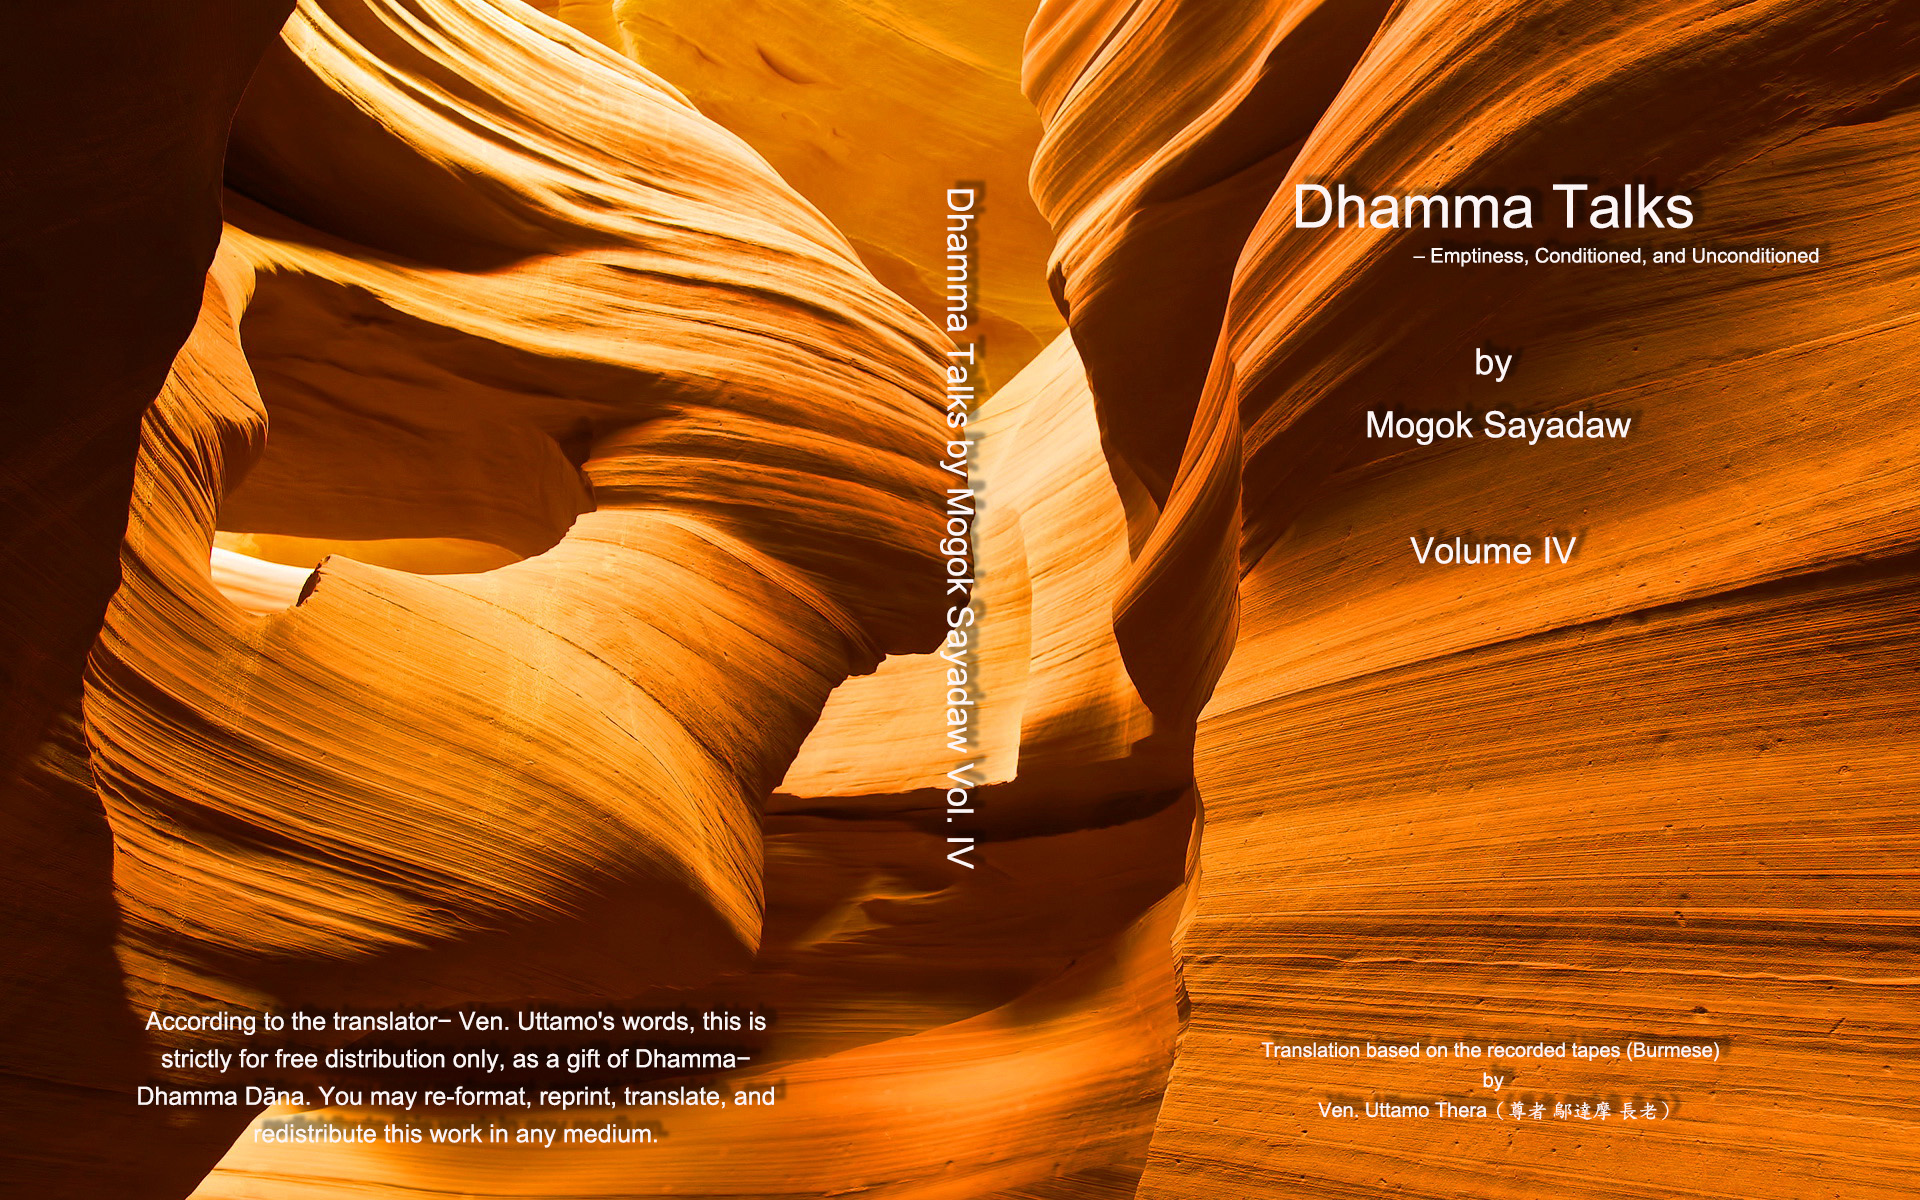 Dhamma Talks
– Emptiness, Conditioned, and Unconditioned
by
Mogok Sayadaw
Volume IV
Translation based on the recorded tapes (Burmese)
by
Ven. Uttamo Thera（尊者 鄔達摩 長老）
Dhamma Talks by Mogok Sayadaw Vol. IV
According to the translator– Ven. Uttamo's words, this is
strictly for free distribution only, as a gift of Dhamma–
Dhamma Dāna. You may re-format, reprint, translate, and
redistribute this work in any medium.